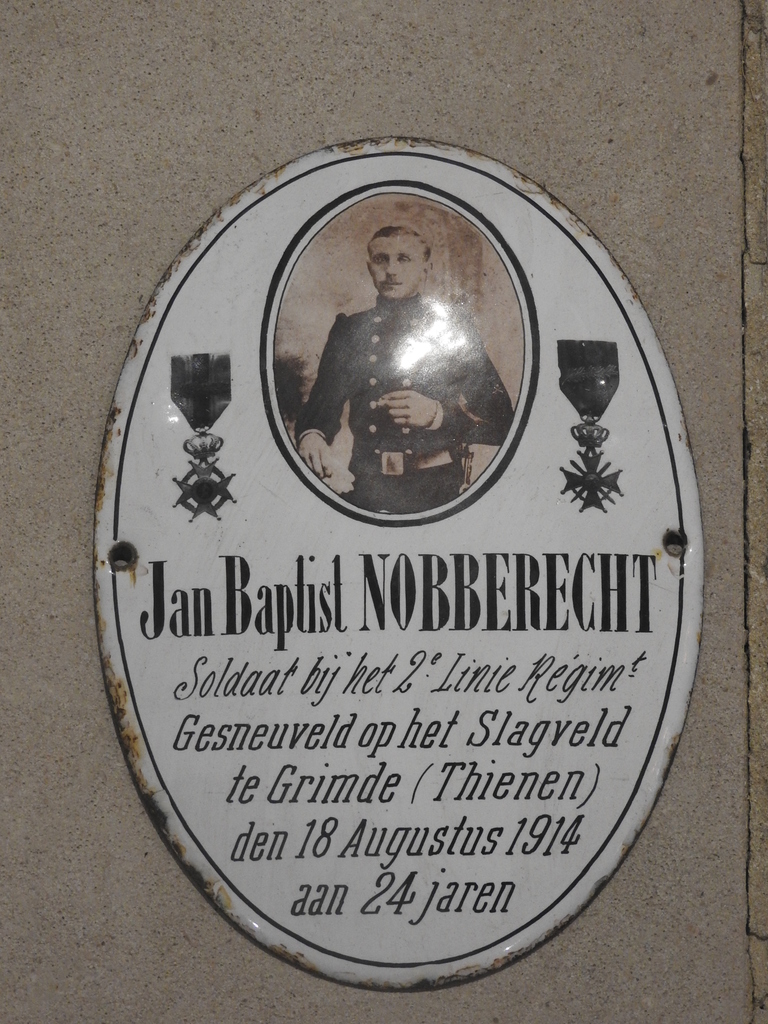 Jan Baptist NOBBERECHT
Soldaat bij het 2e Linie Régimt
Gesneuveld op het Slagveld
te Grimde (Thienen)
den 18 Augustus 1914
aan 24 jaren